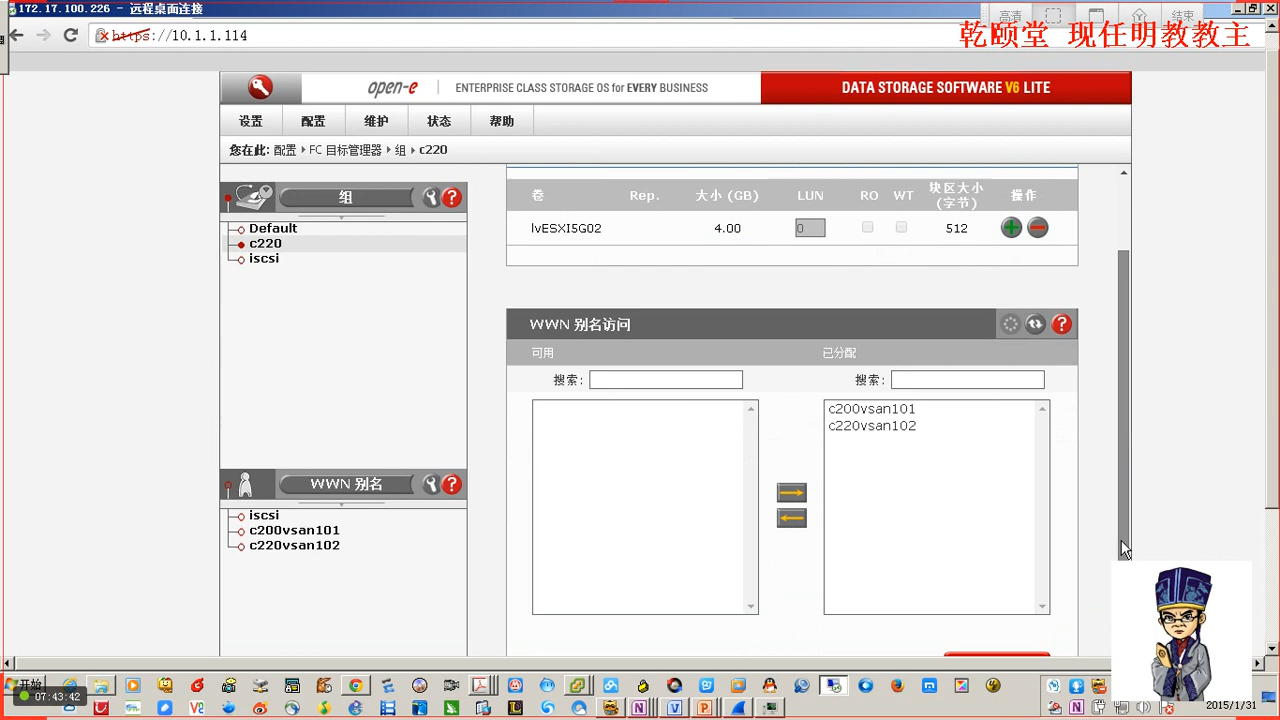 172.17.100.226 - 远程桌面连接
高清
结束
https://10.1.1.114
乾颐堂 现任明教教主
open-e
ENTERPRISE CLASS STORAGE OS for EVERY BUSINESS
DATA STORAGE SOFTWARE V6 LITE
设置 配置 维护 状态 帮助
您在此: 配置 FC 目标管理器 组 c220
组
Default
c220
iscsi
卷 Rep. 大小 (GB) LUN RO WT 块区大小 (字节) 操作
lvESXI5G02 4.00 0 512
WWN 别名访问
可用 已分配
搜索: 搜索:
c200vsan101
c220vsan102
WWN 别名
iscsi
c200vsan101
c220vsan102
开始
07:43:42
2015/1/31